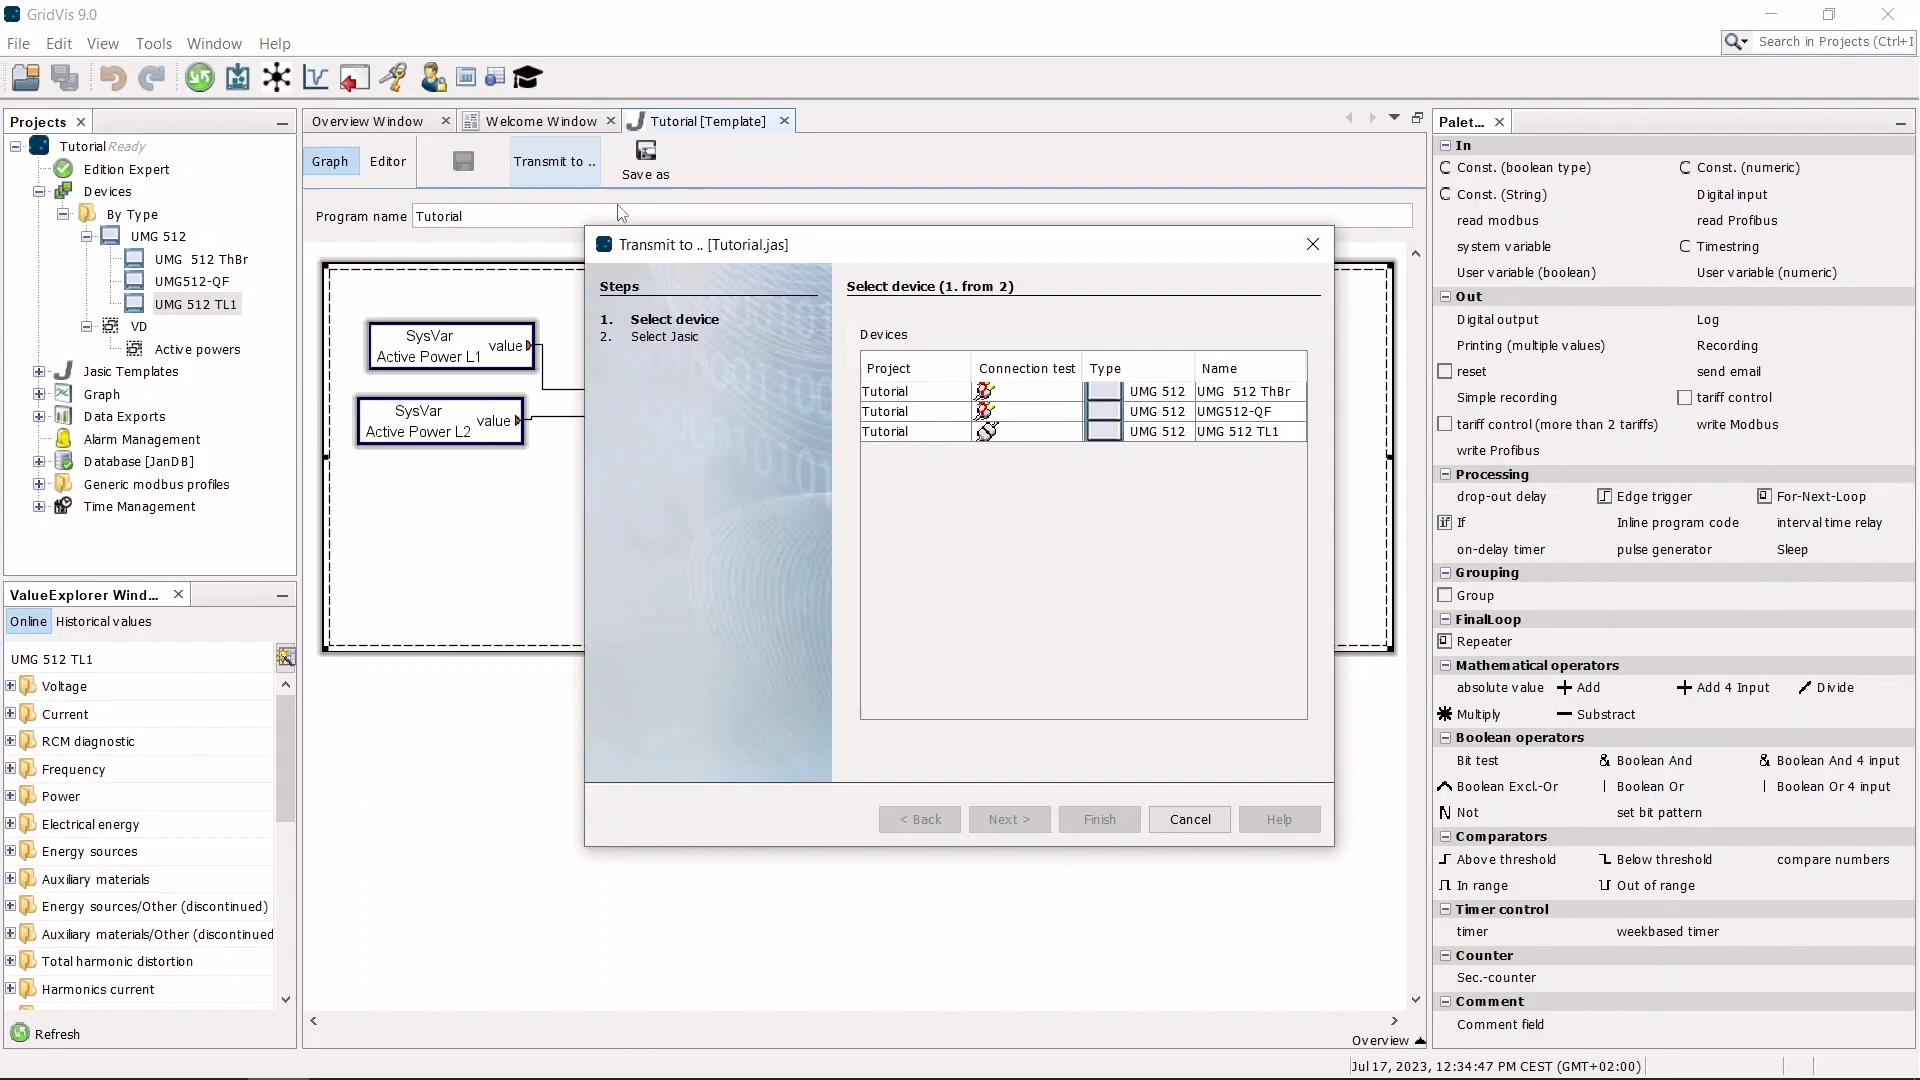 GridVis 9.0
File Edit View Tools Window Help
Search in Projects (Ctrl+I
Projects
Tutorial Ready
Edition Expert
Devices
By Type
UMG 512
UMG 512 ThBr
UMG512-QF
UMG 512 TL1
VD
Active powers
Jasic Templates
Graph
Data Exports
Alarm Management
Database [JanDB]
Generic modbus profiles
Time Management
ValueExplorer Wind...
Online Historical values
UMG 512 TL1
Voltage
Current
RCM diagnostic
Frequency
Power
Electrical energy
Energy sources
Auxiliary materials
Energy sources/Other (discontinued)
Auxiliary materials/Other (discontinued
Total harmonic distortion
Harmonics current
Refresh
Overview Window Welcome Window Tutorial [Template]
Graph Editor Transmit to .. Save as
Program name Tutorial
SysVar
Active Power L1 value
SysVar
Active Power L2 value
Transmit to .. [Tutorial.jas]
Steps
1. Select device
2. Select Jasic
Select device (1. from 2)
Devices
Project Connection test Type Name
Tutorial UMG 512 UMG 512 ThBr
Tutorial UMG 512 UMG512-QF
Tutorial UMG 512 UMG 512 TL1
< Back Next > Finish Cancel Help
Overview
Palet...
In
Const. (boolean type) Const. (numeric)
Const. (String) Digital input
read modbus read Profibus
system variable Timestring
User variable (boolean) User variable (numeric)
Out
Digital output Log
Printing (multiple values) Recording
reset send email
Simple recording tariff control
tariff control (more than 2 tariffs) write Modbus
write Profibus
Processing
drop-out delay Edge trigger For-Next-Loop
If Inline program code interval time relay
on-delay timer pulse generator Sleep
Grouping
Group
FinalLoop
Repeater
Mathematical operators
absolute value Add Add 4 Input Divide
Multiply Substract
Boolean operators
Bit test Boolean And Boolean And 4 input
Boolean Excl.-Or Boolean Or Boolean Or 4 input
Not set bit pattern
Comparators
Above threshold Below threshold compare numbers
In range Out of range
Timer control
timer weekbased timer
Counter
Sec.-counter
Comment
Comment field
Jul 17, 2023, 12:34:47 PM CEST (GMT+02:00)